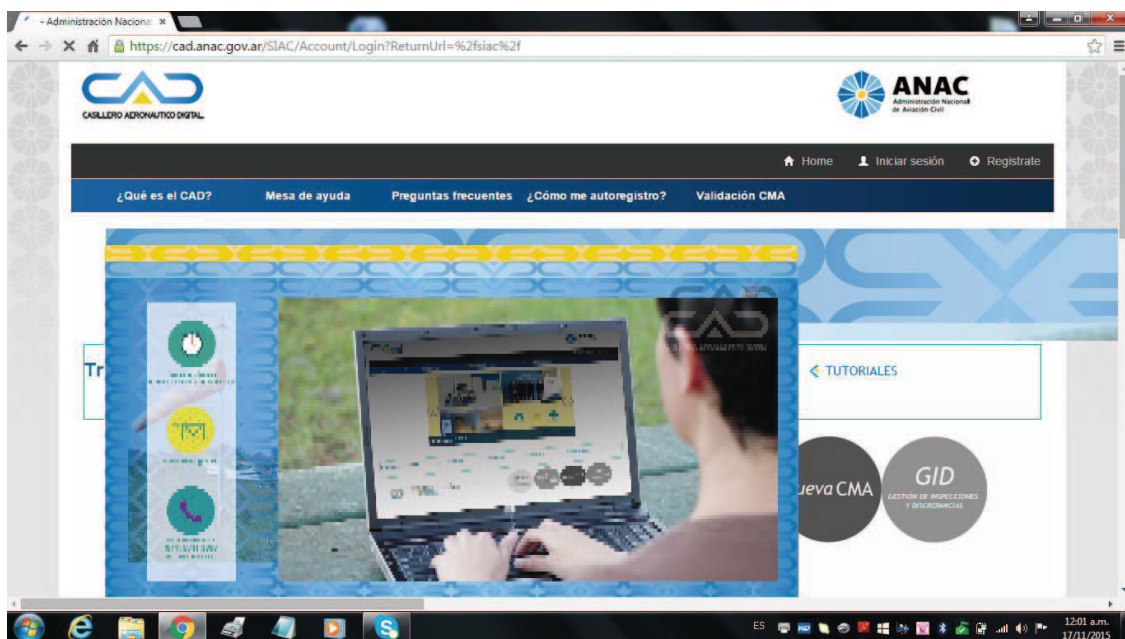 - Administración Naciona
https://cad.anac.gov.ar/SIAC/Account/Login?ReturnUrl=%2fsiac%2f
CAD
CASILLERO AERONAUTICO DIGITAL
ANAC
Administración Nacional
de Aviación Civil
Home Iniciar sesión Registrate
¿Qué es el CAD? Mesa de ayuda Preguntas frecuentes ¿Cómo me autoregistro? Validación CMA
CAD
Tr
TUTORIALES
ueva CMA
GID
GESTIÓN DE INSPECCIONES
Y DISCREPANCIAS
ES
12:01 a.m.
17/11/2015